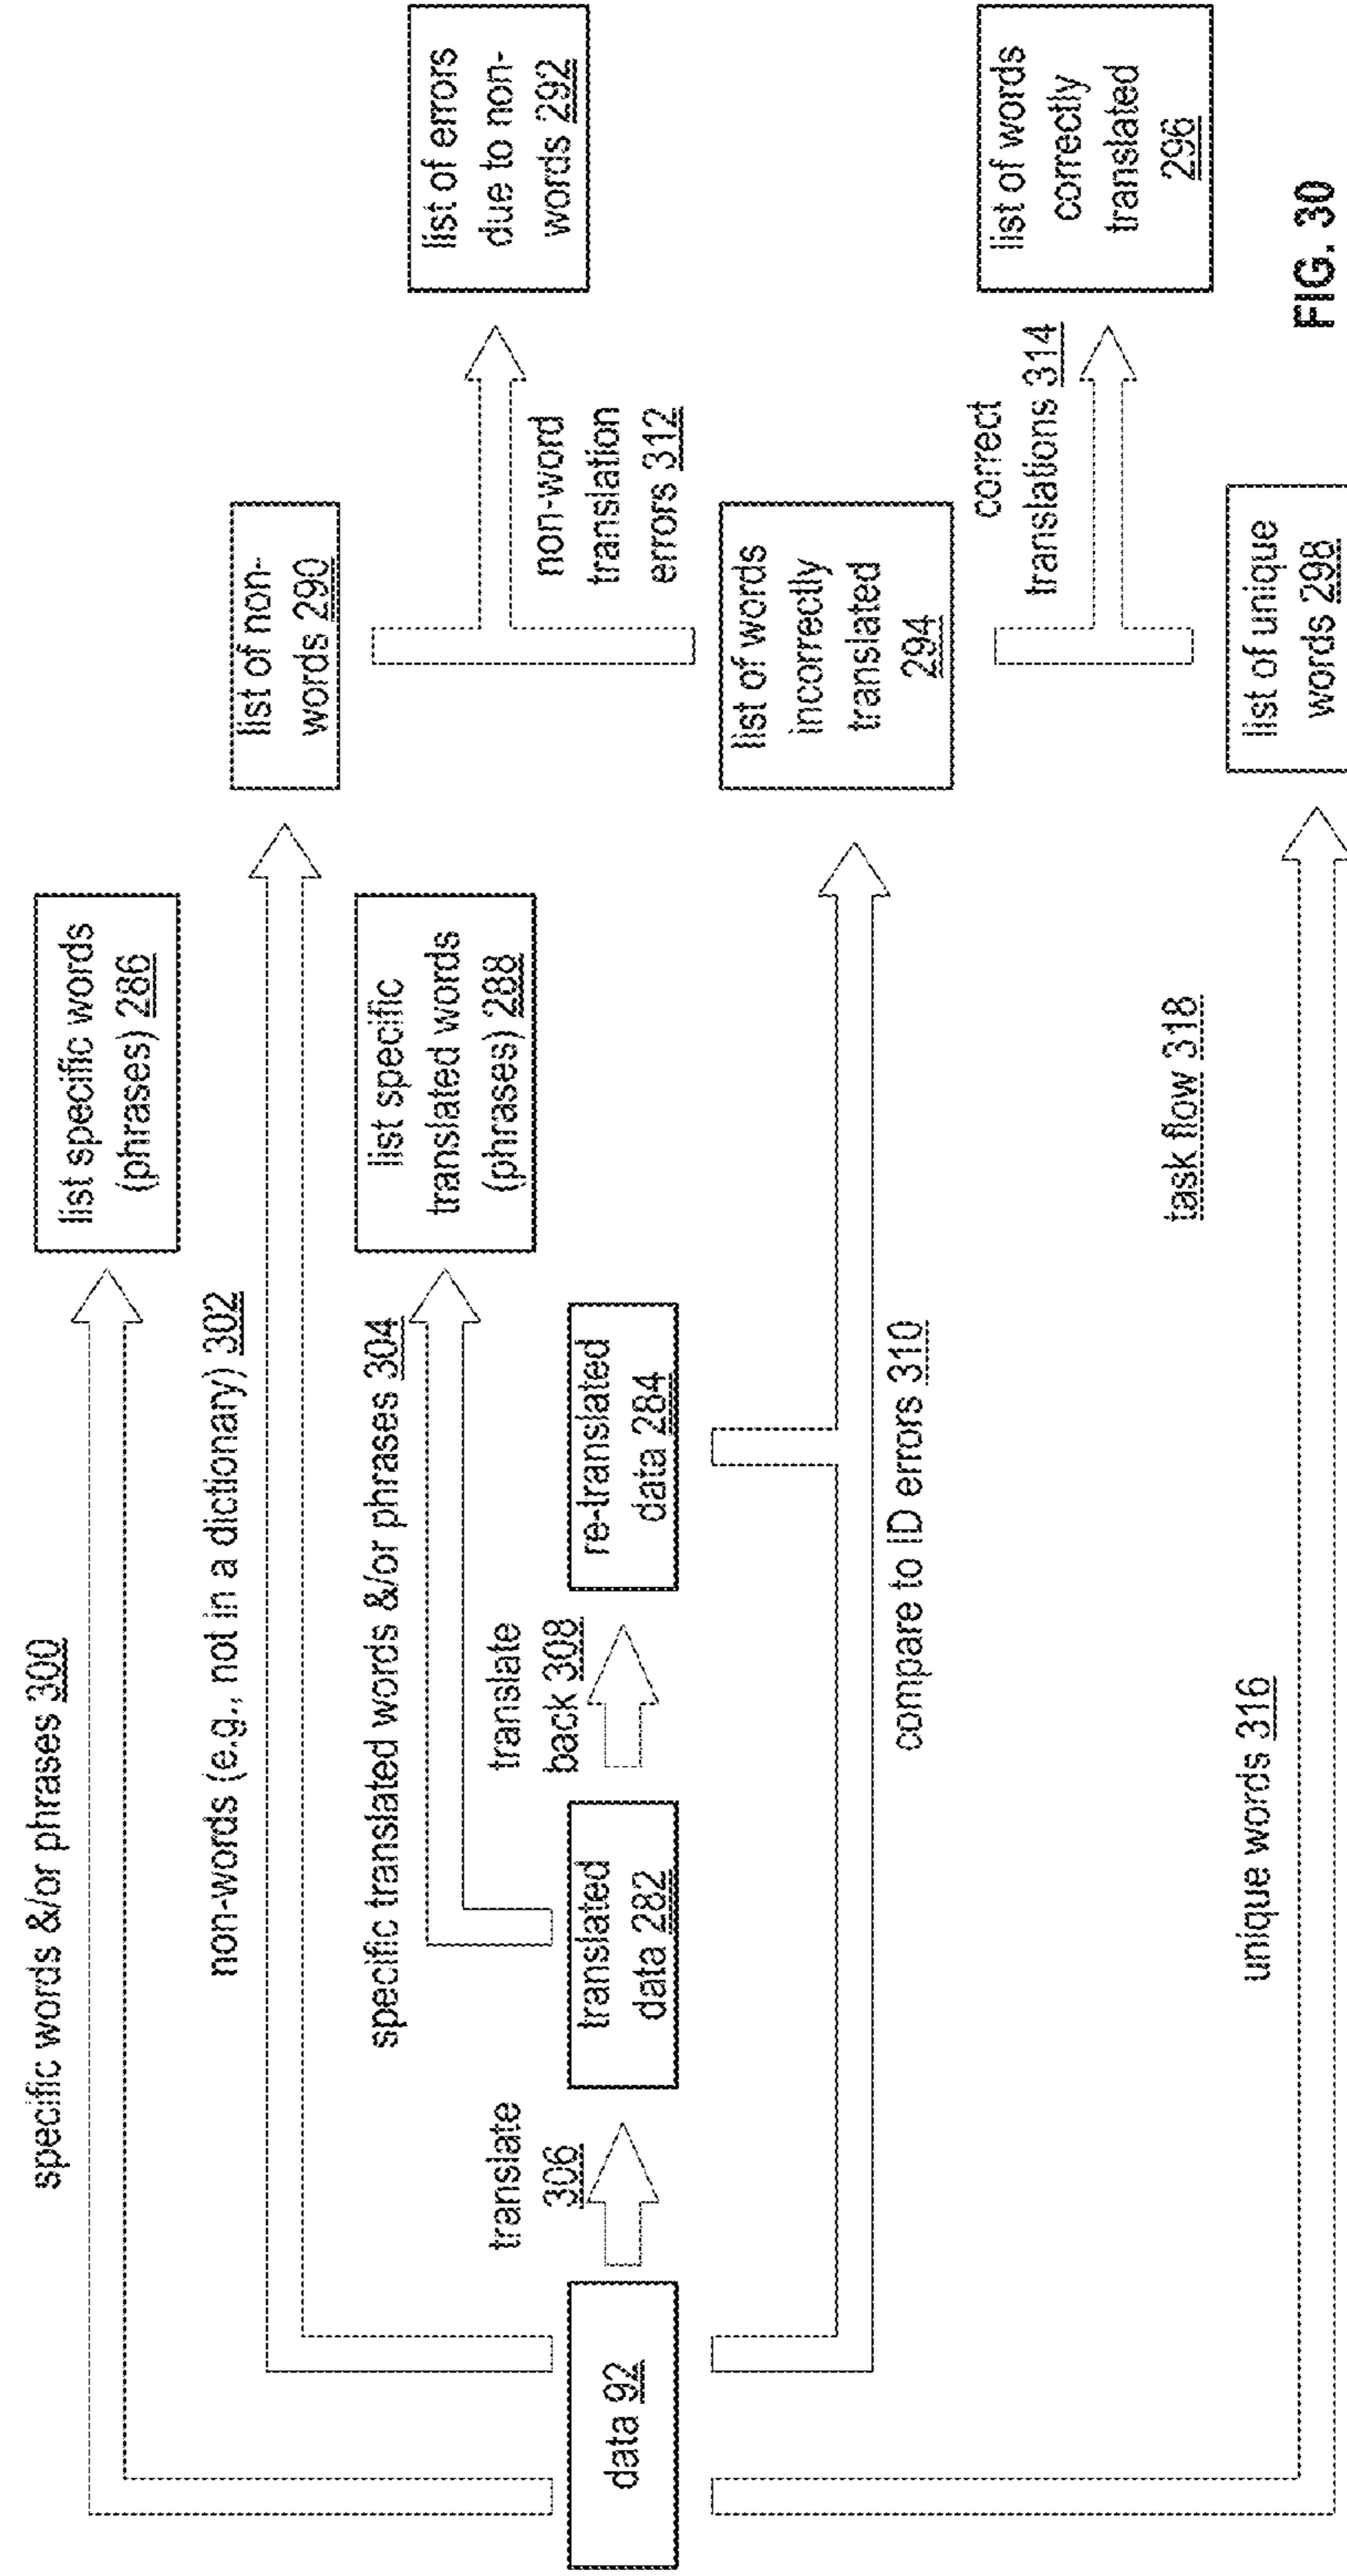 specific words &/or phrases 300
list specific words
(phrases) 286
non-words (e.g., not in a dictionary) 302
list of non-
words 290
specific translated words &/or phrases 304
list specific
translated words
(phrases) 288
list of errors
due to non-
words 292
non-word
translation
errors 312
translate
306
translate
back 308
data 92
translated
data 282
re-translated
data 284
list of words
incorrectly
translated
294
compare to ID errors 310
correct
translations 314
list of words
correctly
translated
296
task flow 318
unique words 316
list of unique
words 298
FIG. 30